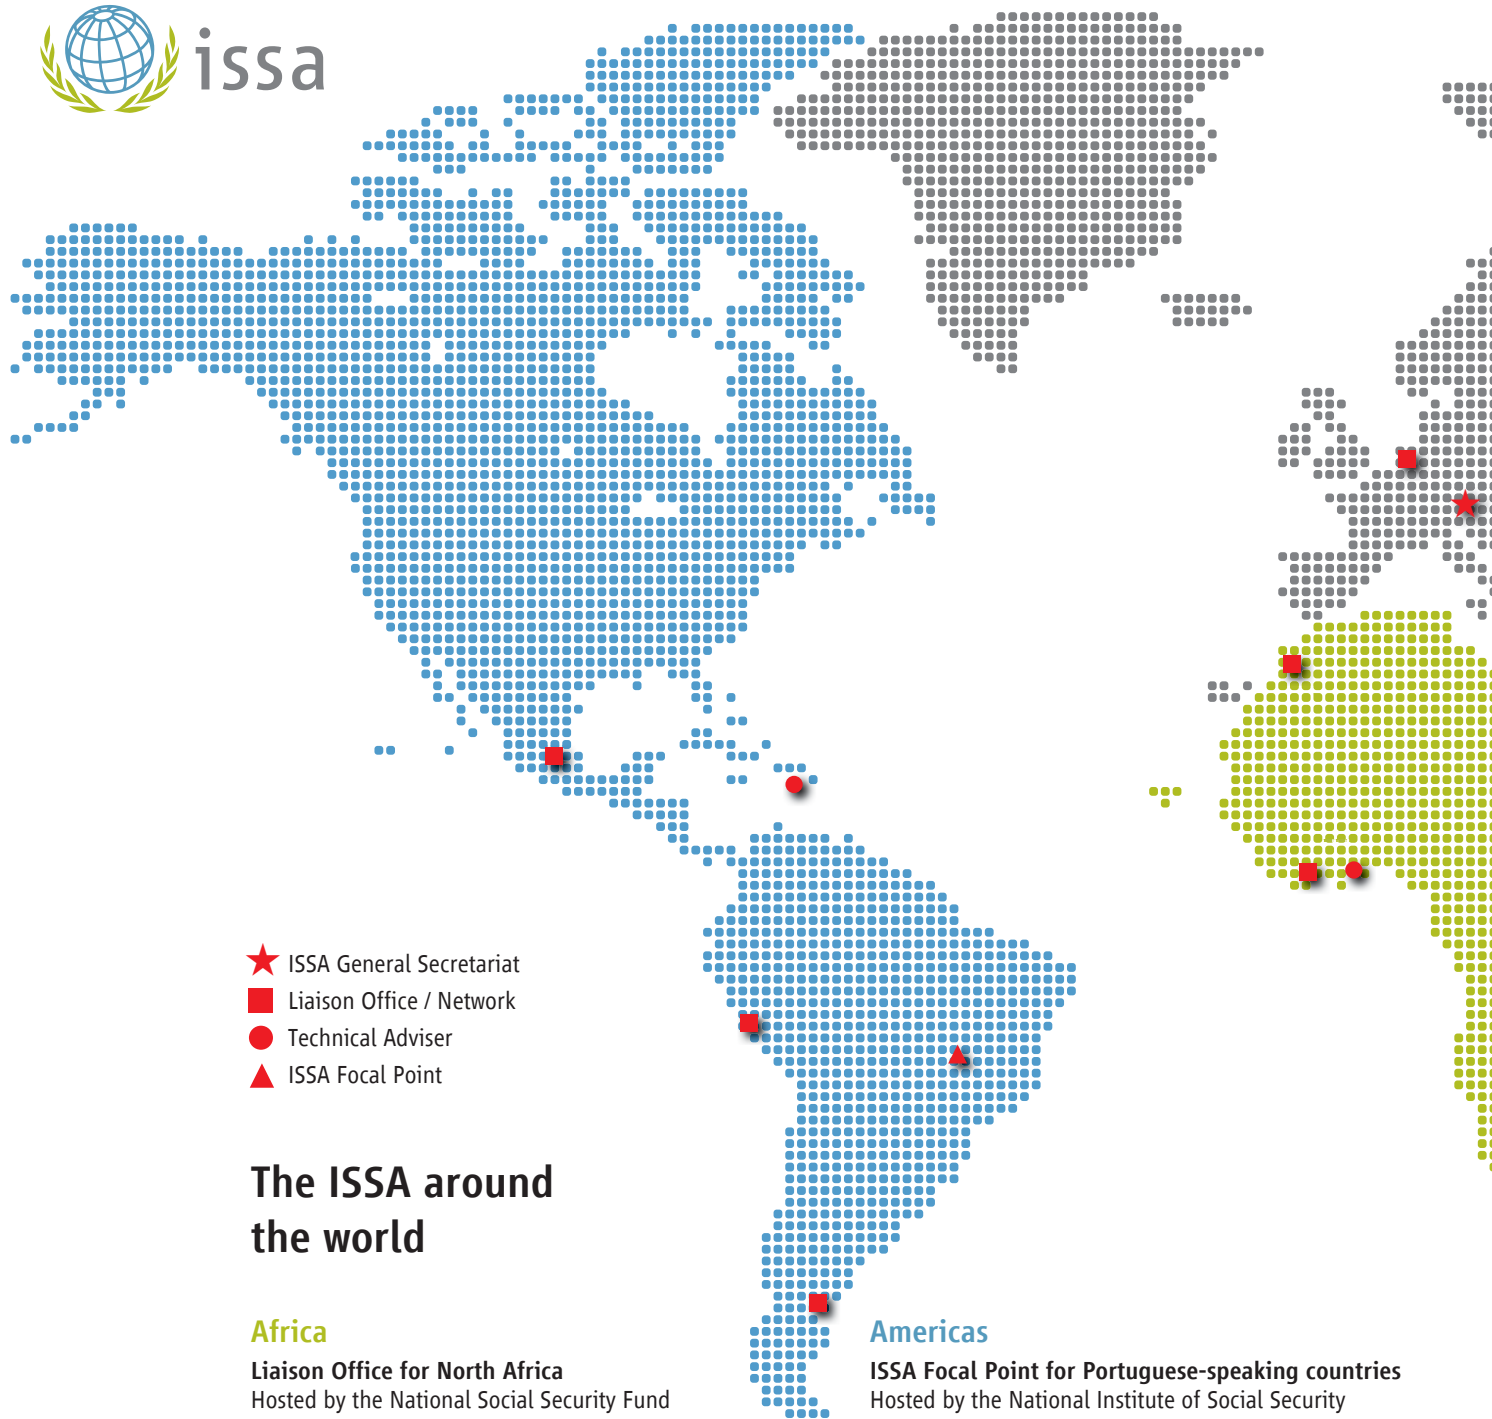 issa
ISSA General Secretariat
Liaison Office / Network
Technical Adviser
ISSA Focal Point
The ISSA around
the world
Africa
Liaison Office for North Africa
Hosted by the National Social Security Fund
Americas
ISSA Focal Point for Portuguese-speaking countries
Hosted by the National Institute of Social Security